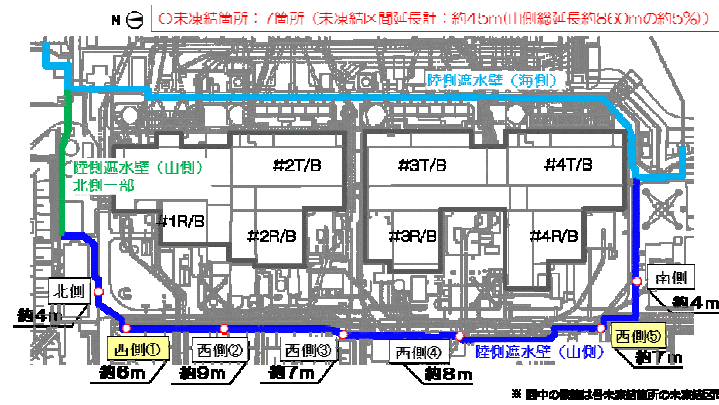 N
○未凍結箇所：7箇所（未凍結区間延長計：約45m(山側総延長約860mの約5%)）
陸側遮水壁（海側）
陸側遮水壁（山側）
北側一部
#2T/B
#3T/B
#4T/B
#1R/B
#2R/B
#3R/B
#4R/B
北側
約4m
南側
約4m
西側①
約6m
西側②
約9m
西側③
約7m
西側④
約8m
陸側遮水壁（山側）
西側⑤
約7m
※ 図中の数値は各未凍結箇所の未凍結区間